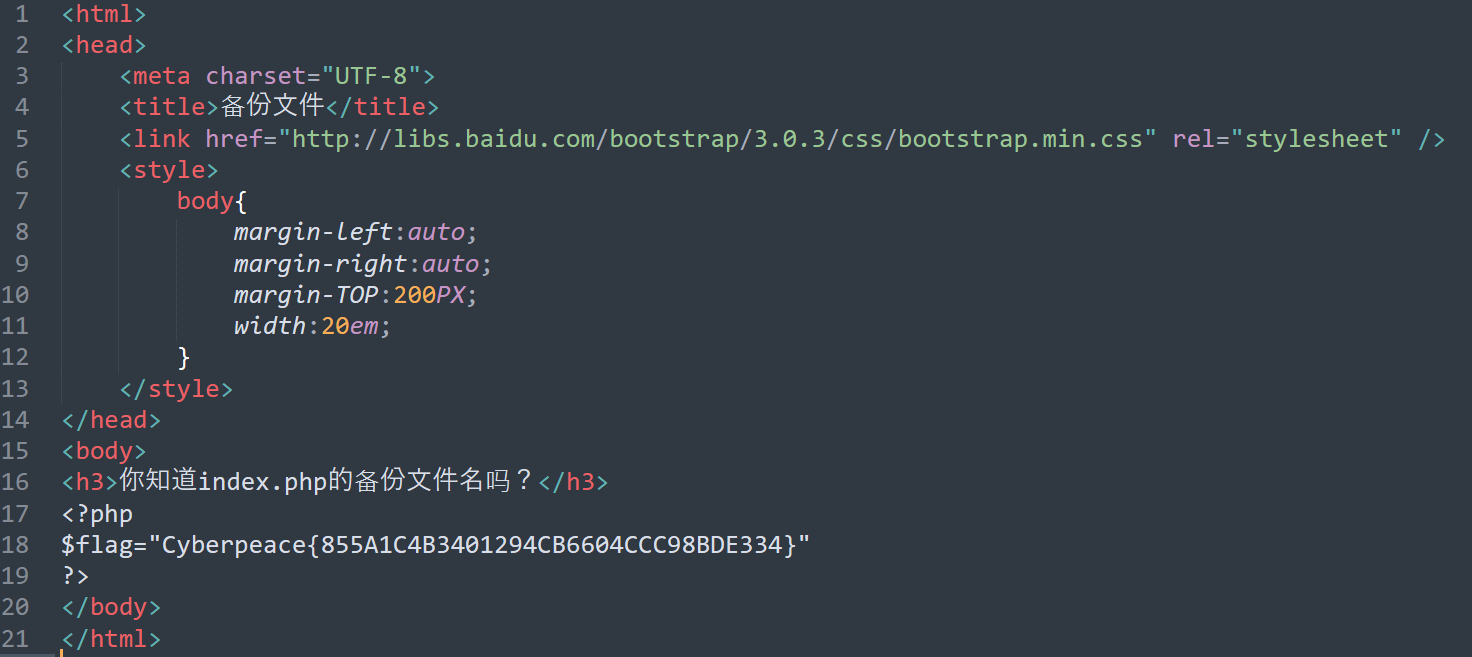 1 <html>
2 <head>
3 <meta charset="UTF-8">
4 <title>备份文件</title>
5 <link href="http://libs.baidu.com/bootstrap/3.0.3/css/bootstrap.min.css" rel="stylesheet" />
6 <style>
7 body{
8 margin-left:auto;
9 margin-right:auto;
10 margin-TOP:200PX;
11 width:20em;
12 }
13 </style>
14 </head>
15 <body>
16 <h3>你知道index.php的备份文件名吗？</h3>
17 <?php
18 $flag="Cyberpeace{855A1C4B3401294CB6604CCC98BDE334}"
19 ?>
20 </body>
21 </html>